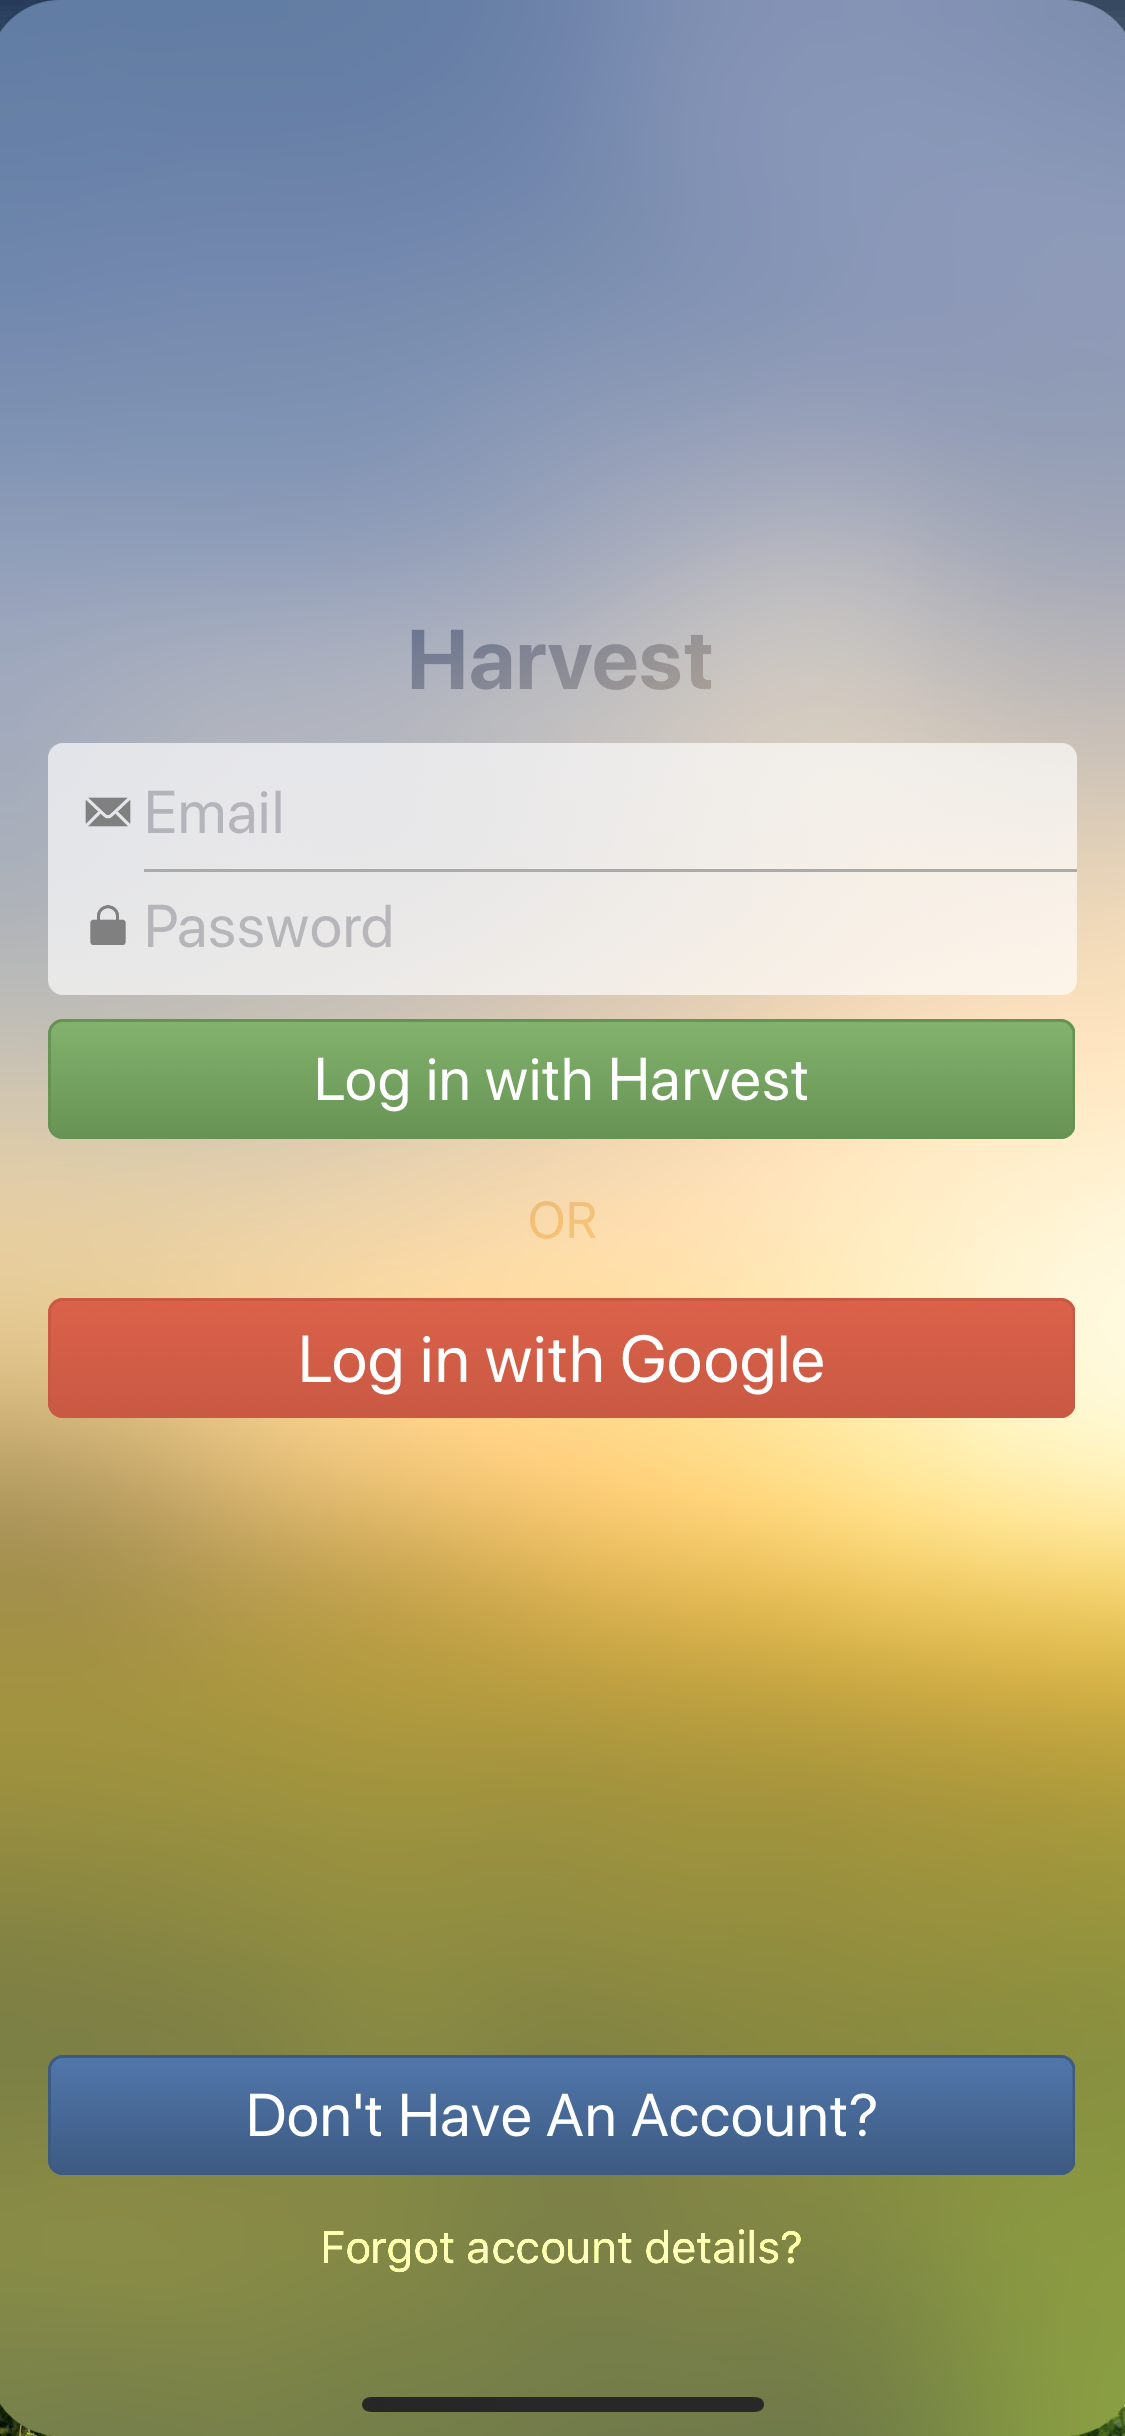 Harvest
Email
Password
Log in with Harvest
OR
Log in with Google
Don't Have An Account?
Forgot account details?